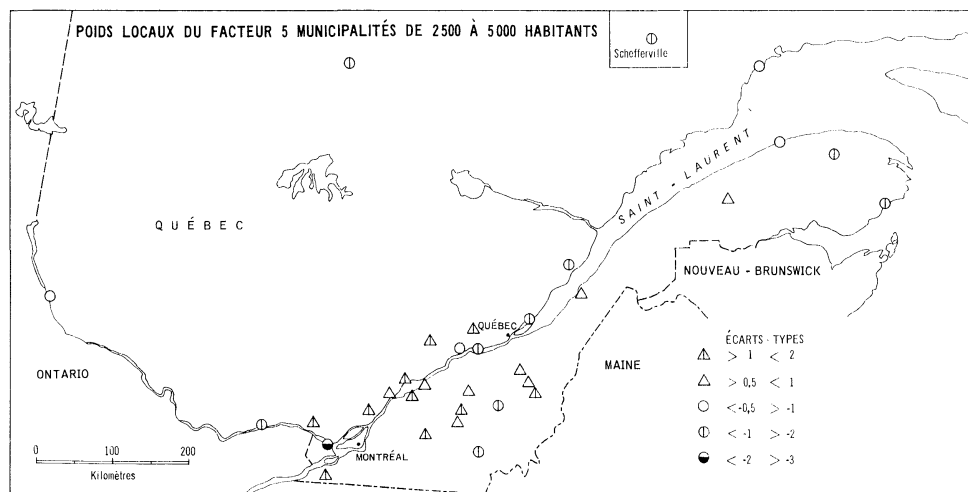 POIDS LOCAUX DU FACTEUR 5 MUNICIPALITÉS DE 2500 À 5000 HABITANTS
Schefferville
SAINT - LAURENT
QUÉBEC
NOUVEAU - BRUNSWICK
QUÉBEC
MAINE
ONTARIO
MONTRÉAL
ÉCARTS - TYPES
> 1 < 2
> 0,5 < 1
<-0,5 > -1
< -1 > -2
< -2 > -3
0 100 200
Kilomètres